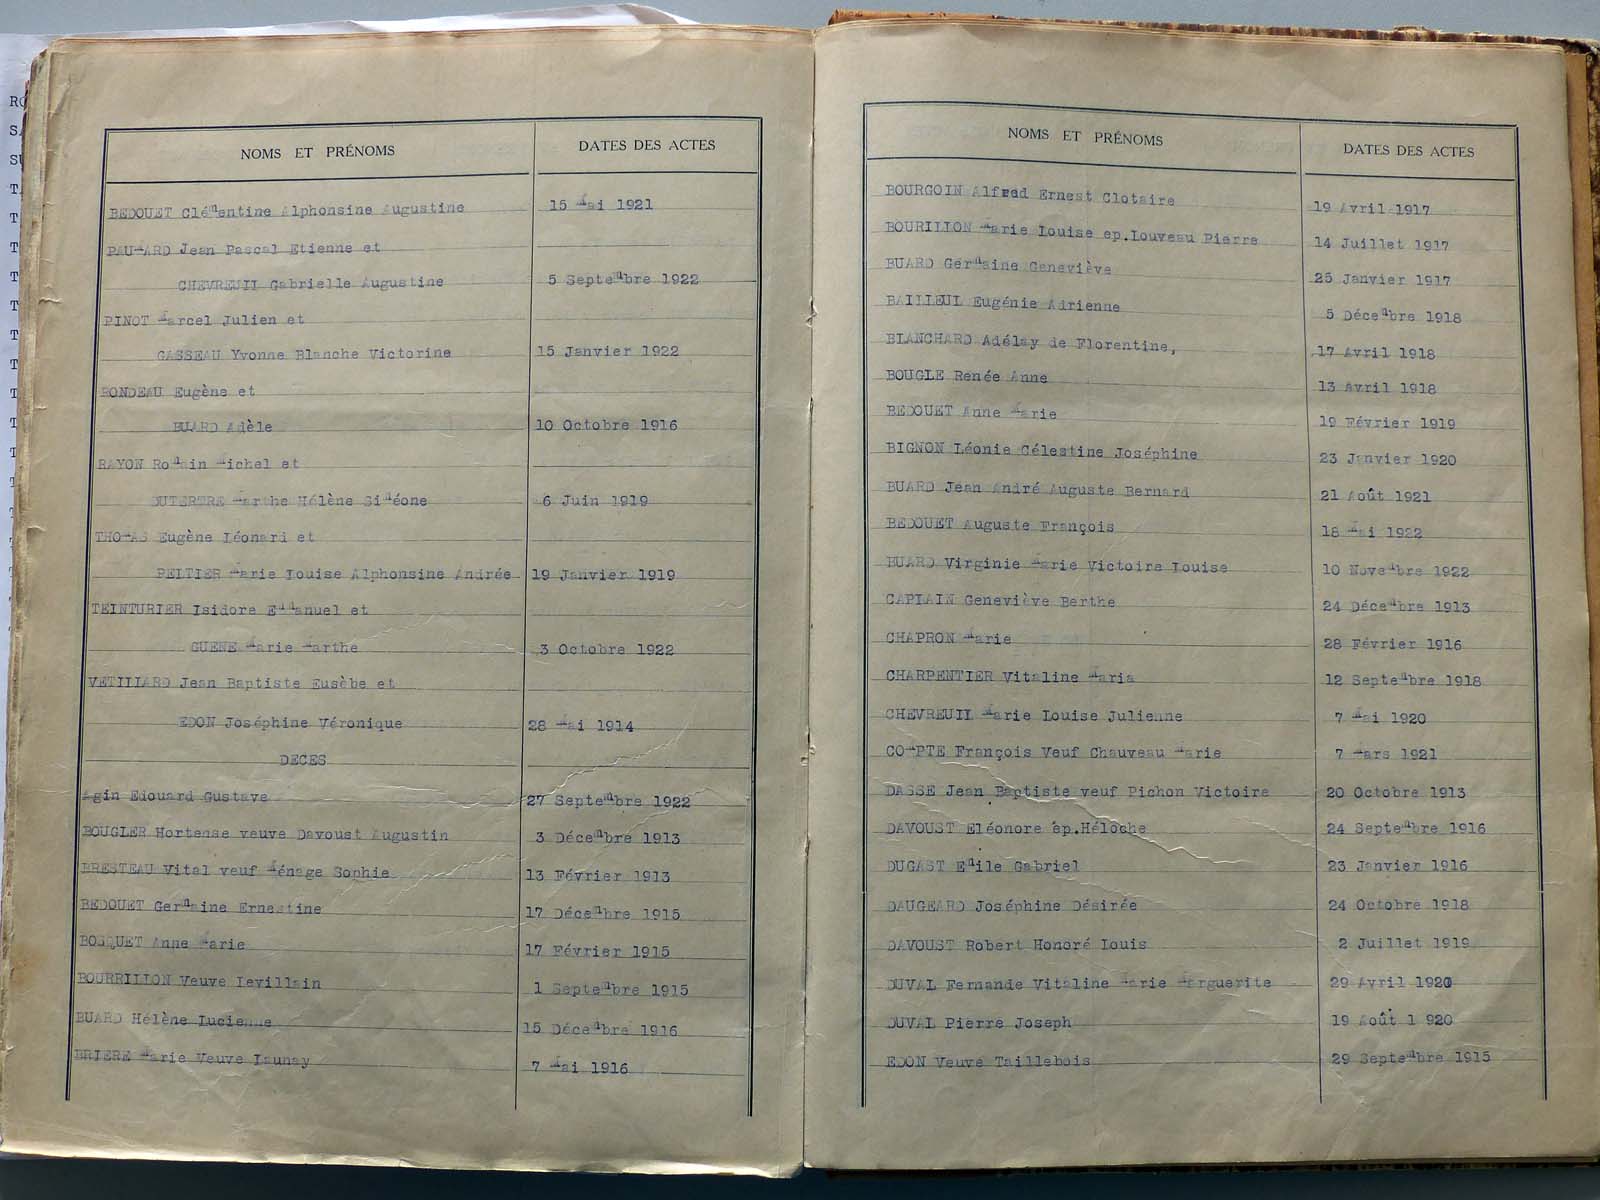 NOMS ET PRÉNOMS DATES DES ACTES
BEDOUET Clémentine Alphonsine Augustine 15 Mai 1921
PAUMARD Jean Pascal Etienne et
CHEVREUIL Gabrielle Augustine 5 Septembre 1922
PINOT Marcel Julien et
GASSEAU Yvonne Blanche Victorine 15 Janvier 1922
RONDEAU Eugène et
BUARD Adèle 10 Octobre 1916
RAYON Romain Michel et
DUTERTRE Marthe Hélène Siméone 6 Juin 1919
THOMAS Eugène Léonard et
PELTIER Marie Louise Alphonsine Andrée 19 Janvier 1919
TEINTURIER Isidore Emmanuel et
GUENE Marie Marthe 3 Octobre 1922
VETILLARD Jean Baptiste Eusèbe et
EDON Joséphine Véronique 28 Mai 1914
DECES
Agin Edouard Gustave 27 Septembre 1922
BOUGLER Hortense veuve Davoust Augustin 3 Décembre 1913
BRESTEAU Vital veuf Ménage Sophie 13 Février 1913
BEDOUET Germaine Ernestine 17 Décembre 1915
BOSQUET Anne Marie 17 Février 1915
BOURRILLON Veuve Levillain 1 Septembre 1915
BUARD Hélène Lucienne 15 Décembre 1916
BRIERE Marie Veuve Launay 7 Mai 1916
NOMS ET PRÉNOMS DATES DES ACTES
BOURGOIN Alfred Ernest Clotaire 19 Avril 1917
BOURILLON Marie Louise ep.Louveau Pierre 14 Juillet 1917
BUARD Germaine Geneviève 25 Janvier 1917
BAILLEUL Eugénie Adrienne 5 Décembre 1918
BLANCHARD Adélay de Florentine, 17 Avril 1918
BOUGLE Renée Anne 13 Avril 1918
BEDOUET Anne Marie 19 Février 1919
BIGNON Léonie Célestine Joséphine 23 Janvier 1920
BUARD Jean André Auguste Bernard 21 Août 1921
BEDOUET Auguste François 18 Mai 1922
BUARD Virginie Marie Victoire Louise 10 Novembre 1922
CAPLAIN Geneviève Berthe 24 Décembre 1913
CHAPRON Marie 28 Février 1916
CHARPENTIER Vitaline Maria 12 Septembre 1918
CHEVREUIL Marie Louise Julienne 7 Mai 1920
COMPTE François Veuf Chauveau Marie 7 Mars 1921
DASSE Jean Baptiste veuf Pichon Victoire 20 Octobre 1913
DAVOUST Eléonore ép.Héloche 24 Septembre 1916
DUGAST Emile Gabriel 23 Janvier 1916
DAUGEARD Joséphine Désirée 24 Octobre 1918
DAVOUST Robert Honoré Louis 2 Juillet 1919
DUVAL Fernande Vitaline Marie Marguerite 29 Avril 1920
DUVAL Pierre Joseph 19 Août 1 920
EDON Veuve Taillebois 29 Septembre 1915